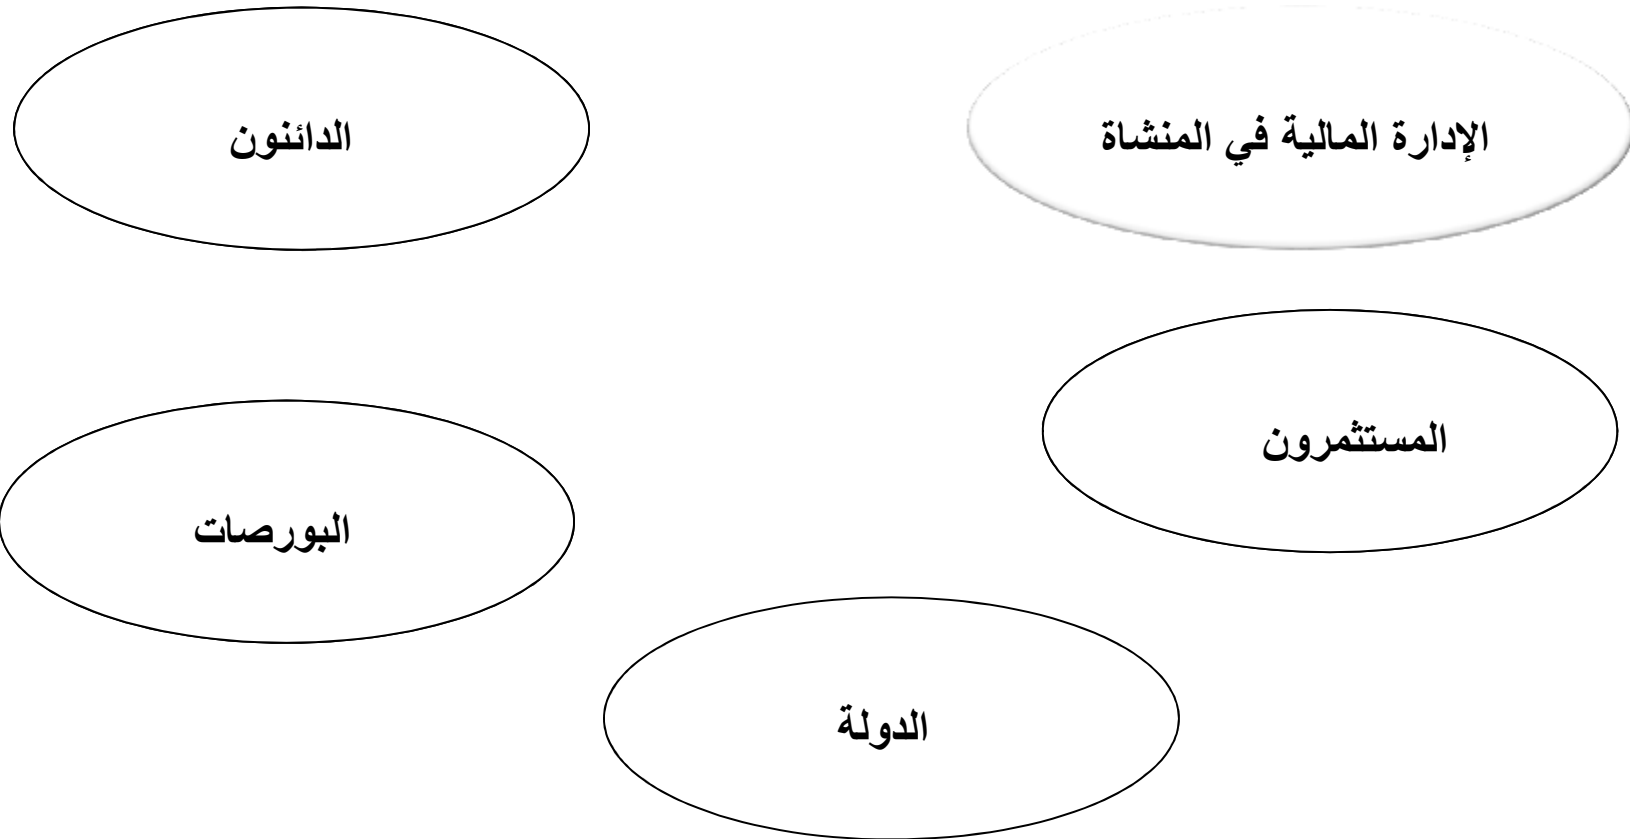 الإدارة المالية في المنشاة
الدائنون
المستثمرون
البورصات
الدولة